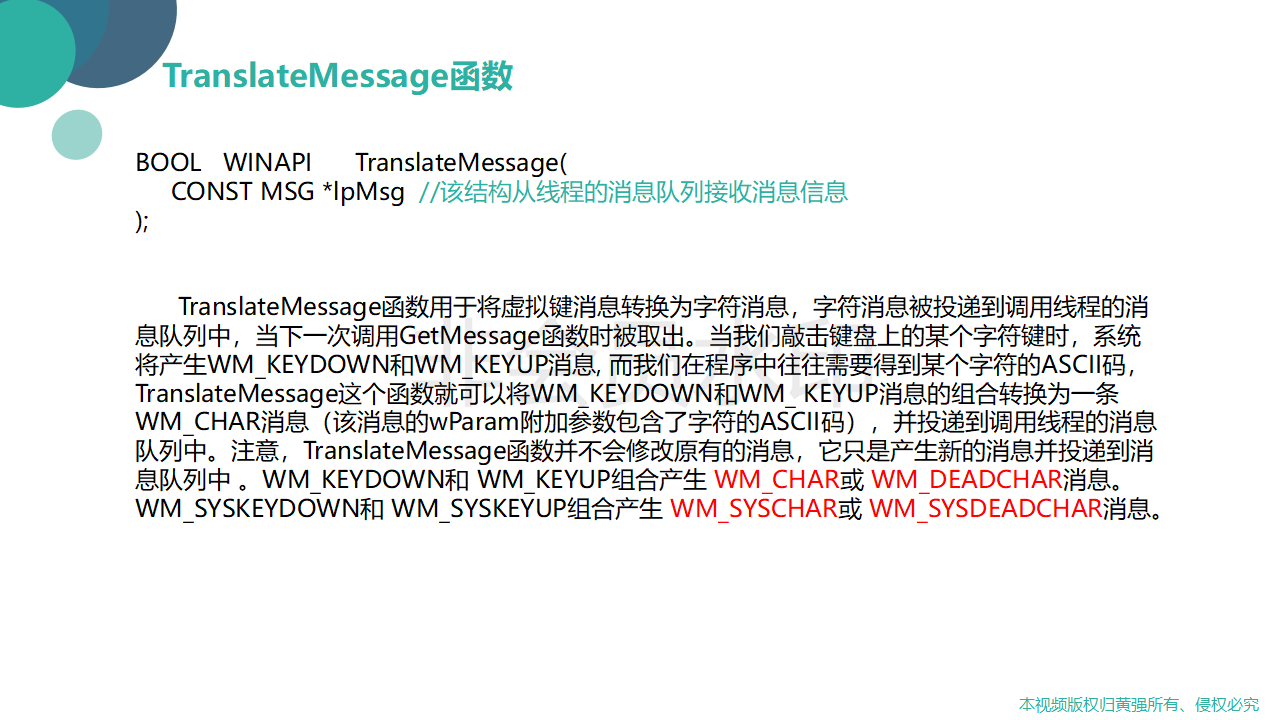 TranslateMessage函数
BOOL WINAPI TranslateMessage(
CONST MSG *lpMsg //该结构从线程的消息队列接收消息信息
);
TranslateMessage函数用于将虚拟键消息转换为字符消息，字符消息被投递到调用线程的消
息队列中，当下一次调用GetMessage函数时被取出。当我们敲击键盘上的某个字符键时，系统
将产生WM_KEYDOWN和WM_KEYUP消息, 而我们在程序中往往需要得到某个字符的ASCII码，
TranslateMessage这个函数就可以将WM_KEYDOWN和WM_KEYUP消息的组合转换为一条
WM_CHAR消息（该消息的wParam附加参数包含了字符的ASCII码），并投递到调用线程的消息
队列中。注意，TranslateMessage函数并不会修改原有的消息，它只是产生新的消息并投递到消
息队列中 。WM_KEYDOWN和 WM_KEYUP组合产生 WM_CHAR或 WM_DEADCHAR消息。
WM_SYSKEYDOWN和 WM_SYSKEYUP组合产生 WM_SYSCHAR或 WM_SYSDEADCHAR消息。
本视频版权归黄强所有、侵权必究